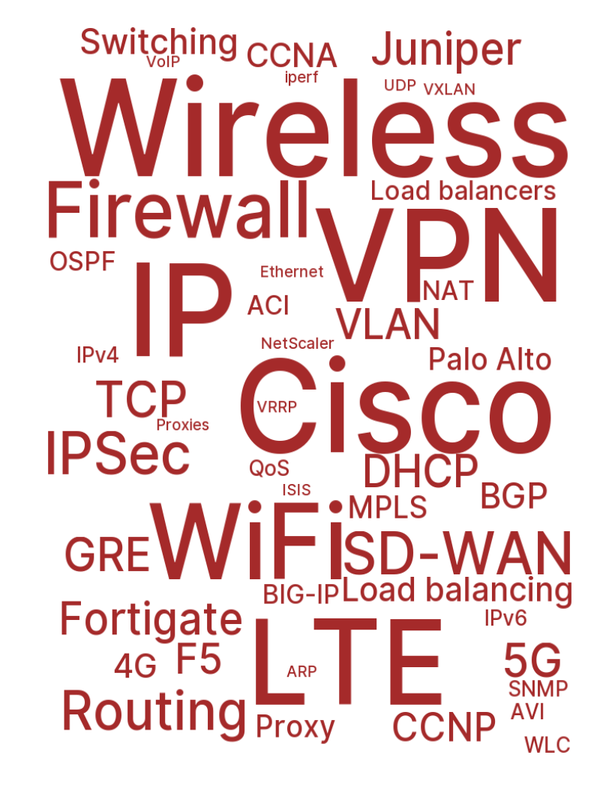 Switching
CCNA
Juniper
VoIP
iperf
UDP
VXLAN
Wireless
Firewall
Load balancers
VPN
OSPF
IP
Ethernet
NAT
ACI
VLAN
NetScaler
IPv4
Palo Alto
Cisco
TCP
VRRP
Proxies
IPSec
QoS
DHCP
ISIS
BGP
MPLS
WiFi
GRE
SD-WAN
BIG-IP
Load balancing
Fortigate
IPv6
LTE
4G
F5
ARP
5G
SNMP
Routing
Proxy
CCNP
AVI
WLC